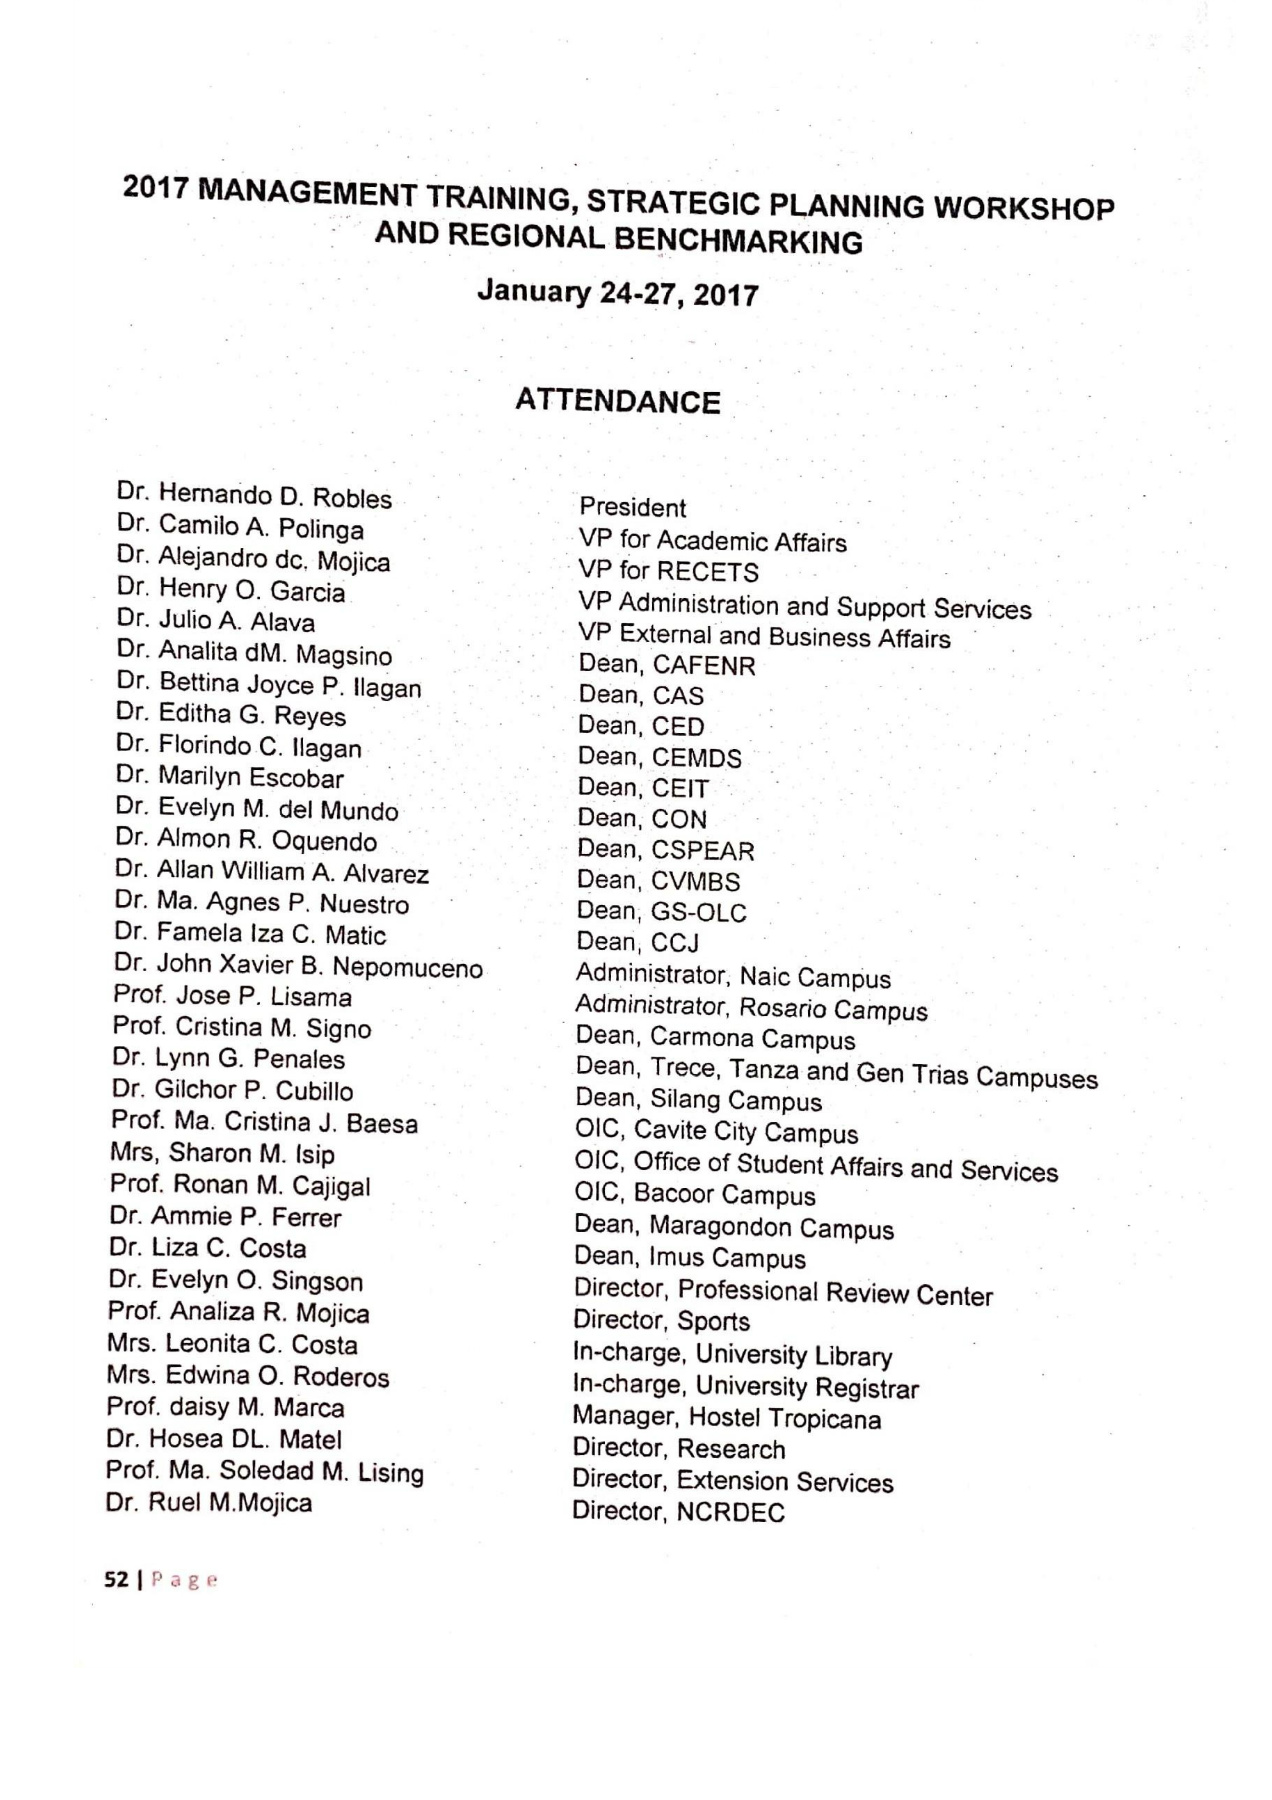 2017 MANAGEMENT TRAINING, STRATEGIC PLANNING WORKSHOP
AND REGIONAL BENCHMARKING
January 24-27, 2017
ATTENDANCE
Dr. Hernando D. Robles President
Dr. Camilo A. Polinga VP for Academic Affairs
Dr. Alejandro dc. Mojica VP for RECETS
Dr. Henry O. Garcia VP Administration and Support Services
Dr. Julio A. Alava VP External and Business Affairs
Dr. Analita dM. Magsino Dean, CAFENR
Dr. Bettina Joyce P. Ilagan Dean, CAS
Dr. Editha G. Reyes Dean, CED
Dr. Florindo C. Ilagan Dean, CEMDS
Dr. Marilyn Escobar Dean, CEIT
Dr. Evelyn M. del Mundo Dean, CON
Dr. Almon R. Oquendo Dean, CSPEAR
Dr. Allan William A. Alvarez Dean, CVMBS
Dr. Ma. Agnes P. Nuestro Dean, GS-OLC
Dr. Famela Iza C. Matic Dean, CCJ
Dr. John Xavier B. Nepomuceno Administrator, Naic Campus
Prof. Jose P. Lisama Administrator, Rosario Campus
Prof. Cristina M. Signo Dean, Carmona Campus
Dr. Lynn G. Penales Dean, Trece, Tanza and Gen Trias Campuses
Dr. Gilchor P. Cubillo Dean, Silang Campus
Prof. Ma. Cristina J. Baesa OIC, Cavite City Campus
Mrs, Sharon M. Isip OIC, Office of Student Affairs and Services
Prof. Ronan M. Cajigal OIC, Bacoor Campus
Dr. Ammie P. Ferrer Dean, Maragondon Campus
Dr. Liza C. Costa Dean, Imus Campus
Dr. Evelyn O. Singson Director, Professional Review Center
Prof. Analiza R. Mojica Director, Sports
Mrs. Leonita C. Costa In-charge, University Library
Mrs. Edwina O. Roderos In-charge, University Registrar
Prof. daisy M. Marca Manager, Hostel Tropicana
Dr. Hosea DL. Matel Director, Research
Prof. Ma. Soledad M. Lising Director, Extension Services
Dr. Ruel M.Mojica Director, NCRDEC
52 | Page